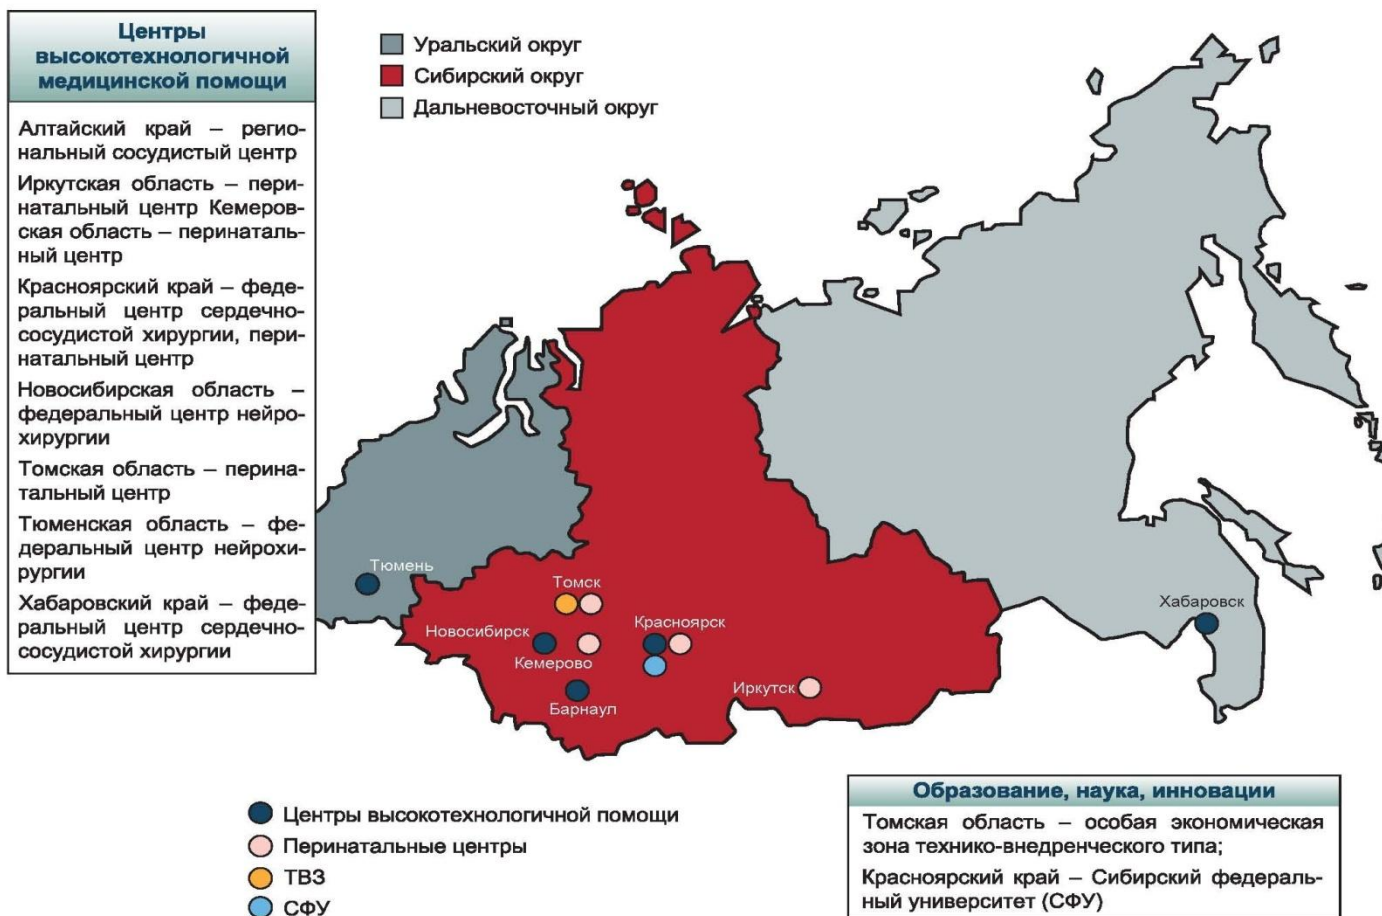 Центры
высокотехнологичной
медицинской помощи
Алтайский край – регио-
нальный сосудистый центр
Иркутская область – пери-
натальный центр Кемеров-
ская область – перинаталь-
ный центр
Красноярский край – феде-
ральный центр сердечно-
сосудистой хирургии, пери-
натальный центр
Новосибирская область –
федеральный центр нейро-
хирургии
Томская область – перина-
тальный центр
Тюменская область – фе-
деральный центр нейрохи-
рургии
Хабаровский край – феде-
ральный центр сердечно-
сосудистой хирургии
Уральский округ
Сибирский округ
Дальневосточный округ
Тюмень
Томск
Новосибирск
Красноярск
Кемерово
Барнаул
Иркутск
Хабаровск
Центры высокотехнологичной помощи
Перинатальные центры
ТВЗ
СФУ
Образование, наука, инновации
Томская область – особая экономическая
зона технико-внедренческого типа;
Красноярский край – Сибирский федераль-
ный университет (СФУ)